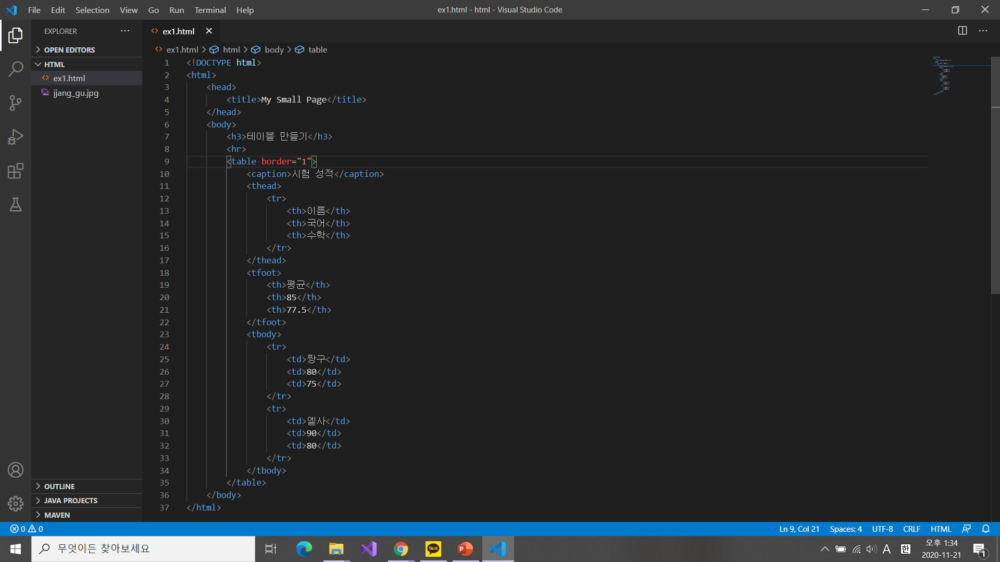 File Edit Selection View Go Run Terminal Help
ex1.html - html - Visual Studio Code
EXPLORER
OPEN EDITORS
HTML
ex1.html
jjang_gu.jpg
OUTLINE
JAVA PROJECTS
MAVEN
ex1.html
ex1.html > html > body > table
1 <!DOCTYPE html>
2 <html>
3 <head>
4 <title>My Small Page</title>
5 </head>
6 <body>
7 <h3>테이블 만들기</h3>
8 <hr>
9 <table border="1">
10 <caption>시험 성적</caption>
11 <thead>
12 <tr>
13 <th>이름</th>
14 <th>국어</th>
15 <th>수학</th>
16 </tr>
17 </thead>
18 <tfoot>
19 <th>평균</th>
20 <th>85</th>
21 <th>77.5</th>
22 </tfoot>
23 <tbody>
24 <tr>
25 <td>짱구</td>
26 <td>80</td>
27 <td>75</td>
28 </tr>
29 <tr>
30 <td>엘사</td>
31 <td>90</td>
32 <td>80</td>
33 </tr>
34 </tbody>
35 </table>
36 </body>
37 </html>
0 0
Ln 9, Col 21 Spaces: 4 UTF-8 CRLF HTML
무엇이든 찾아보세요
TALK
P
A 한
오후 1:34
2020-11-21
1